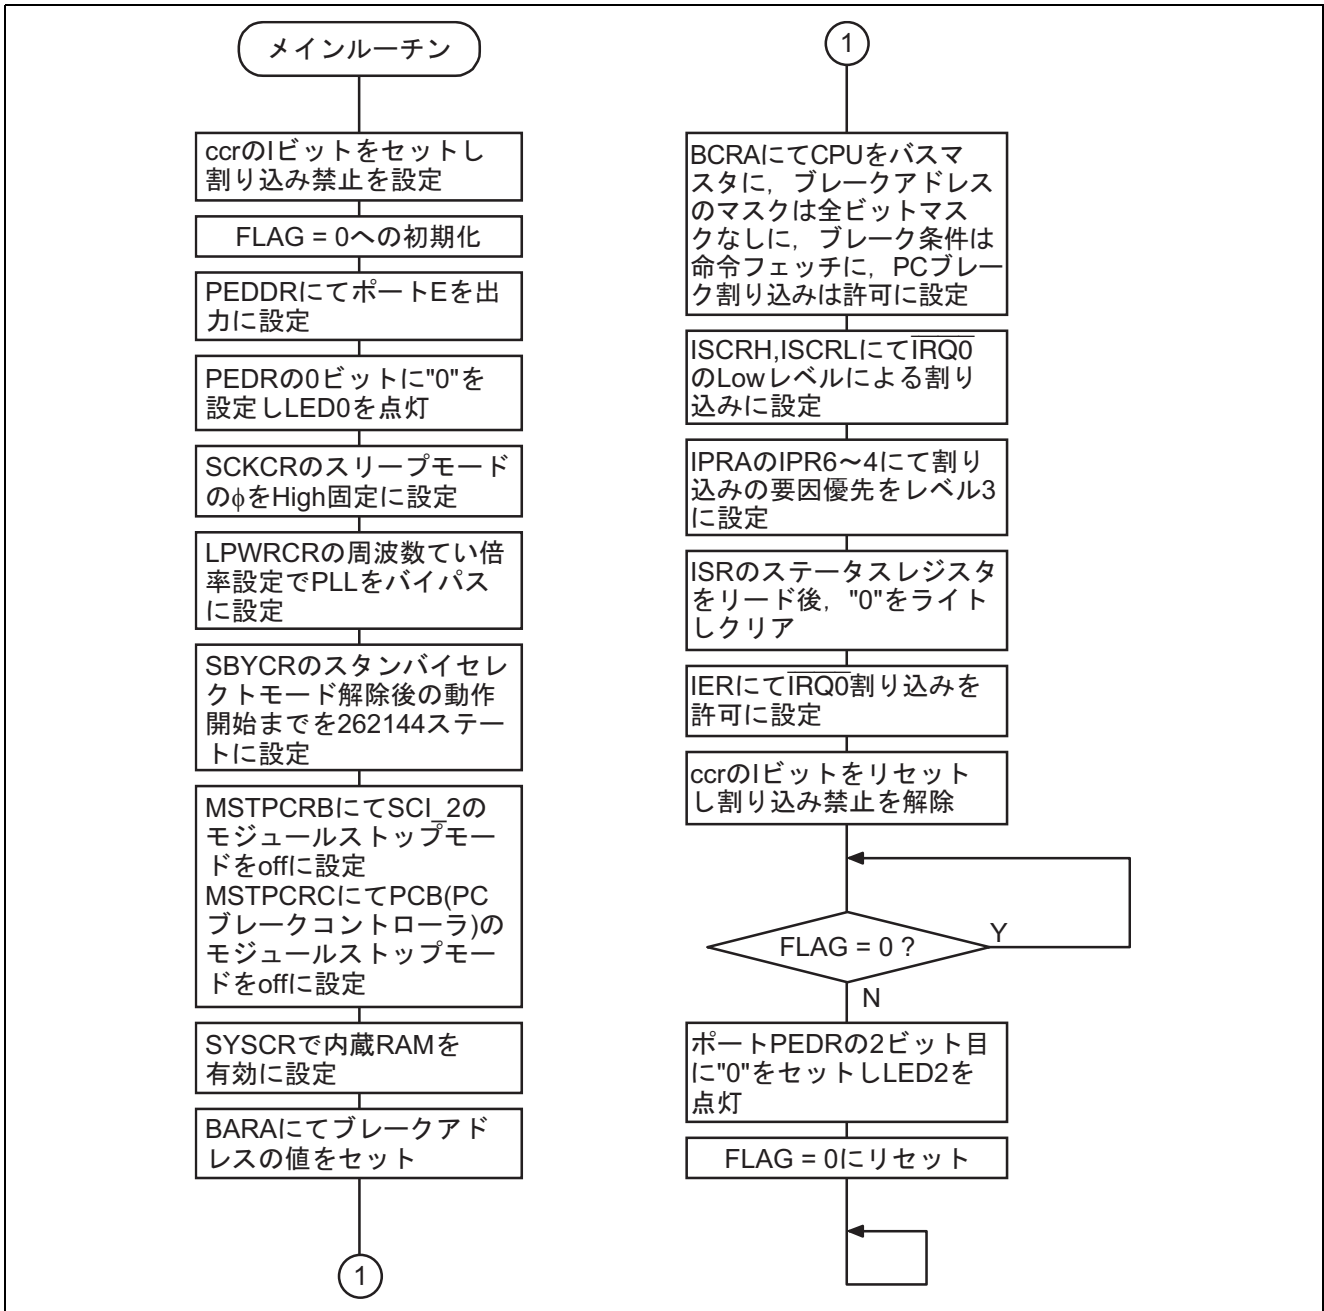 メインルーチン
ccrのIビットをセットし
割り込み禁止を設定
FLAG = 0への初期化
PEDDRにてポートEを出
力に設定
PEDRの0ビットに"0"を
設定しLED0を点灯
SCKCRのスリープモード
のφをHigh固定に設定
LPWRCRの周波数てい倍
率設定でPLLをバイパス
に設定
SBYCRのスタンバイセレ
クトモード解除後の動作
開始までを262144ステー
トに設定
MSTPCRBにてSCI_2の
モジュールストップモー
ドをoffに設定
MSTPCRCにてPCB(PC
ブレークコントローラ)の
モジュールストップモー
ドをoffに設定
SYSCRで内蔵RAMを
有効に設定
BARAにてブレークアド
レスの値をセット
1
1
BCRAにてCPUをバスマ
スタに，ブレークアドレス
のマスクは全ビットマス
クなしに，ブレーク条件は
命令フェッチに，PCブレー
ク割り込みは許可に設定
ISCRH,ISCRLにてI̅R̅Q̅0̅
のLowレベルによる割り
込みに設定
IPRAのIPR6～4にて割り
込みの要因優先をレベル3
に設定
ISRのステータスレジスタ
をリード後，"0"をライト
しクリア
IERにてI̅R̅Q̅0̅割り込みを
許可に設定
ccrのIビットをリセット
し割り込み禁止を解除
FLAG = 0 ?
Y
N
ポートPEDRの2ビット目
に"0"をセットしLED2を
点灯
FLAG = 0にリセット